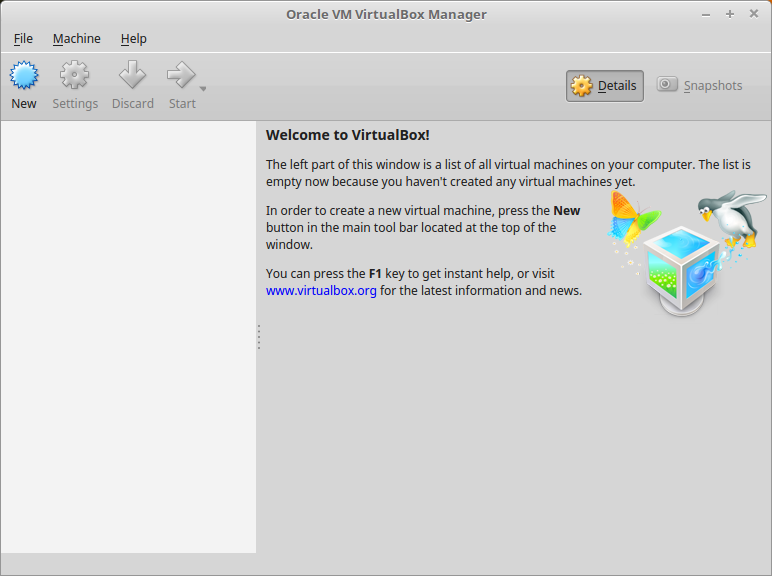 Oracle VM VirtualBox Manager
File Machine Help
New Settings Discard Start Details Snapshots
Welcome to VirtualBox!
The left part of this window is a list of all virtual machines on your computer. The list is
empty now because you haven't created any virtual machines yet.
In order to create a new virtual machine, press the New
button in the main tool bar located at the top of the
window.
You can press the F1 key to get instant help, or visit
www.virtualbox.org for the latest information and news.